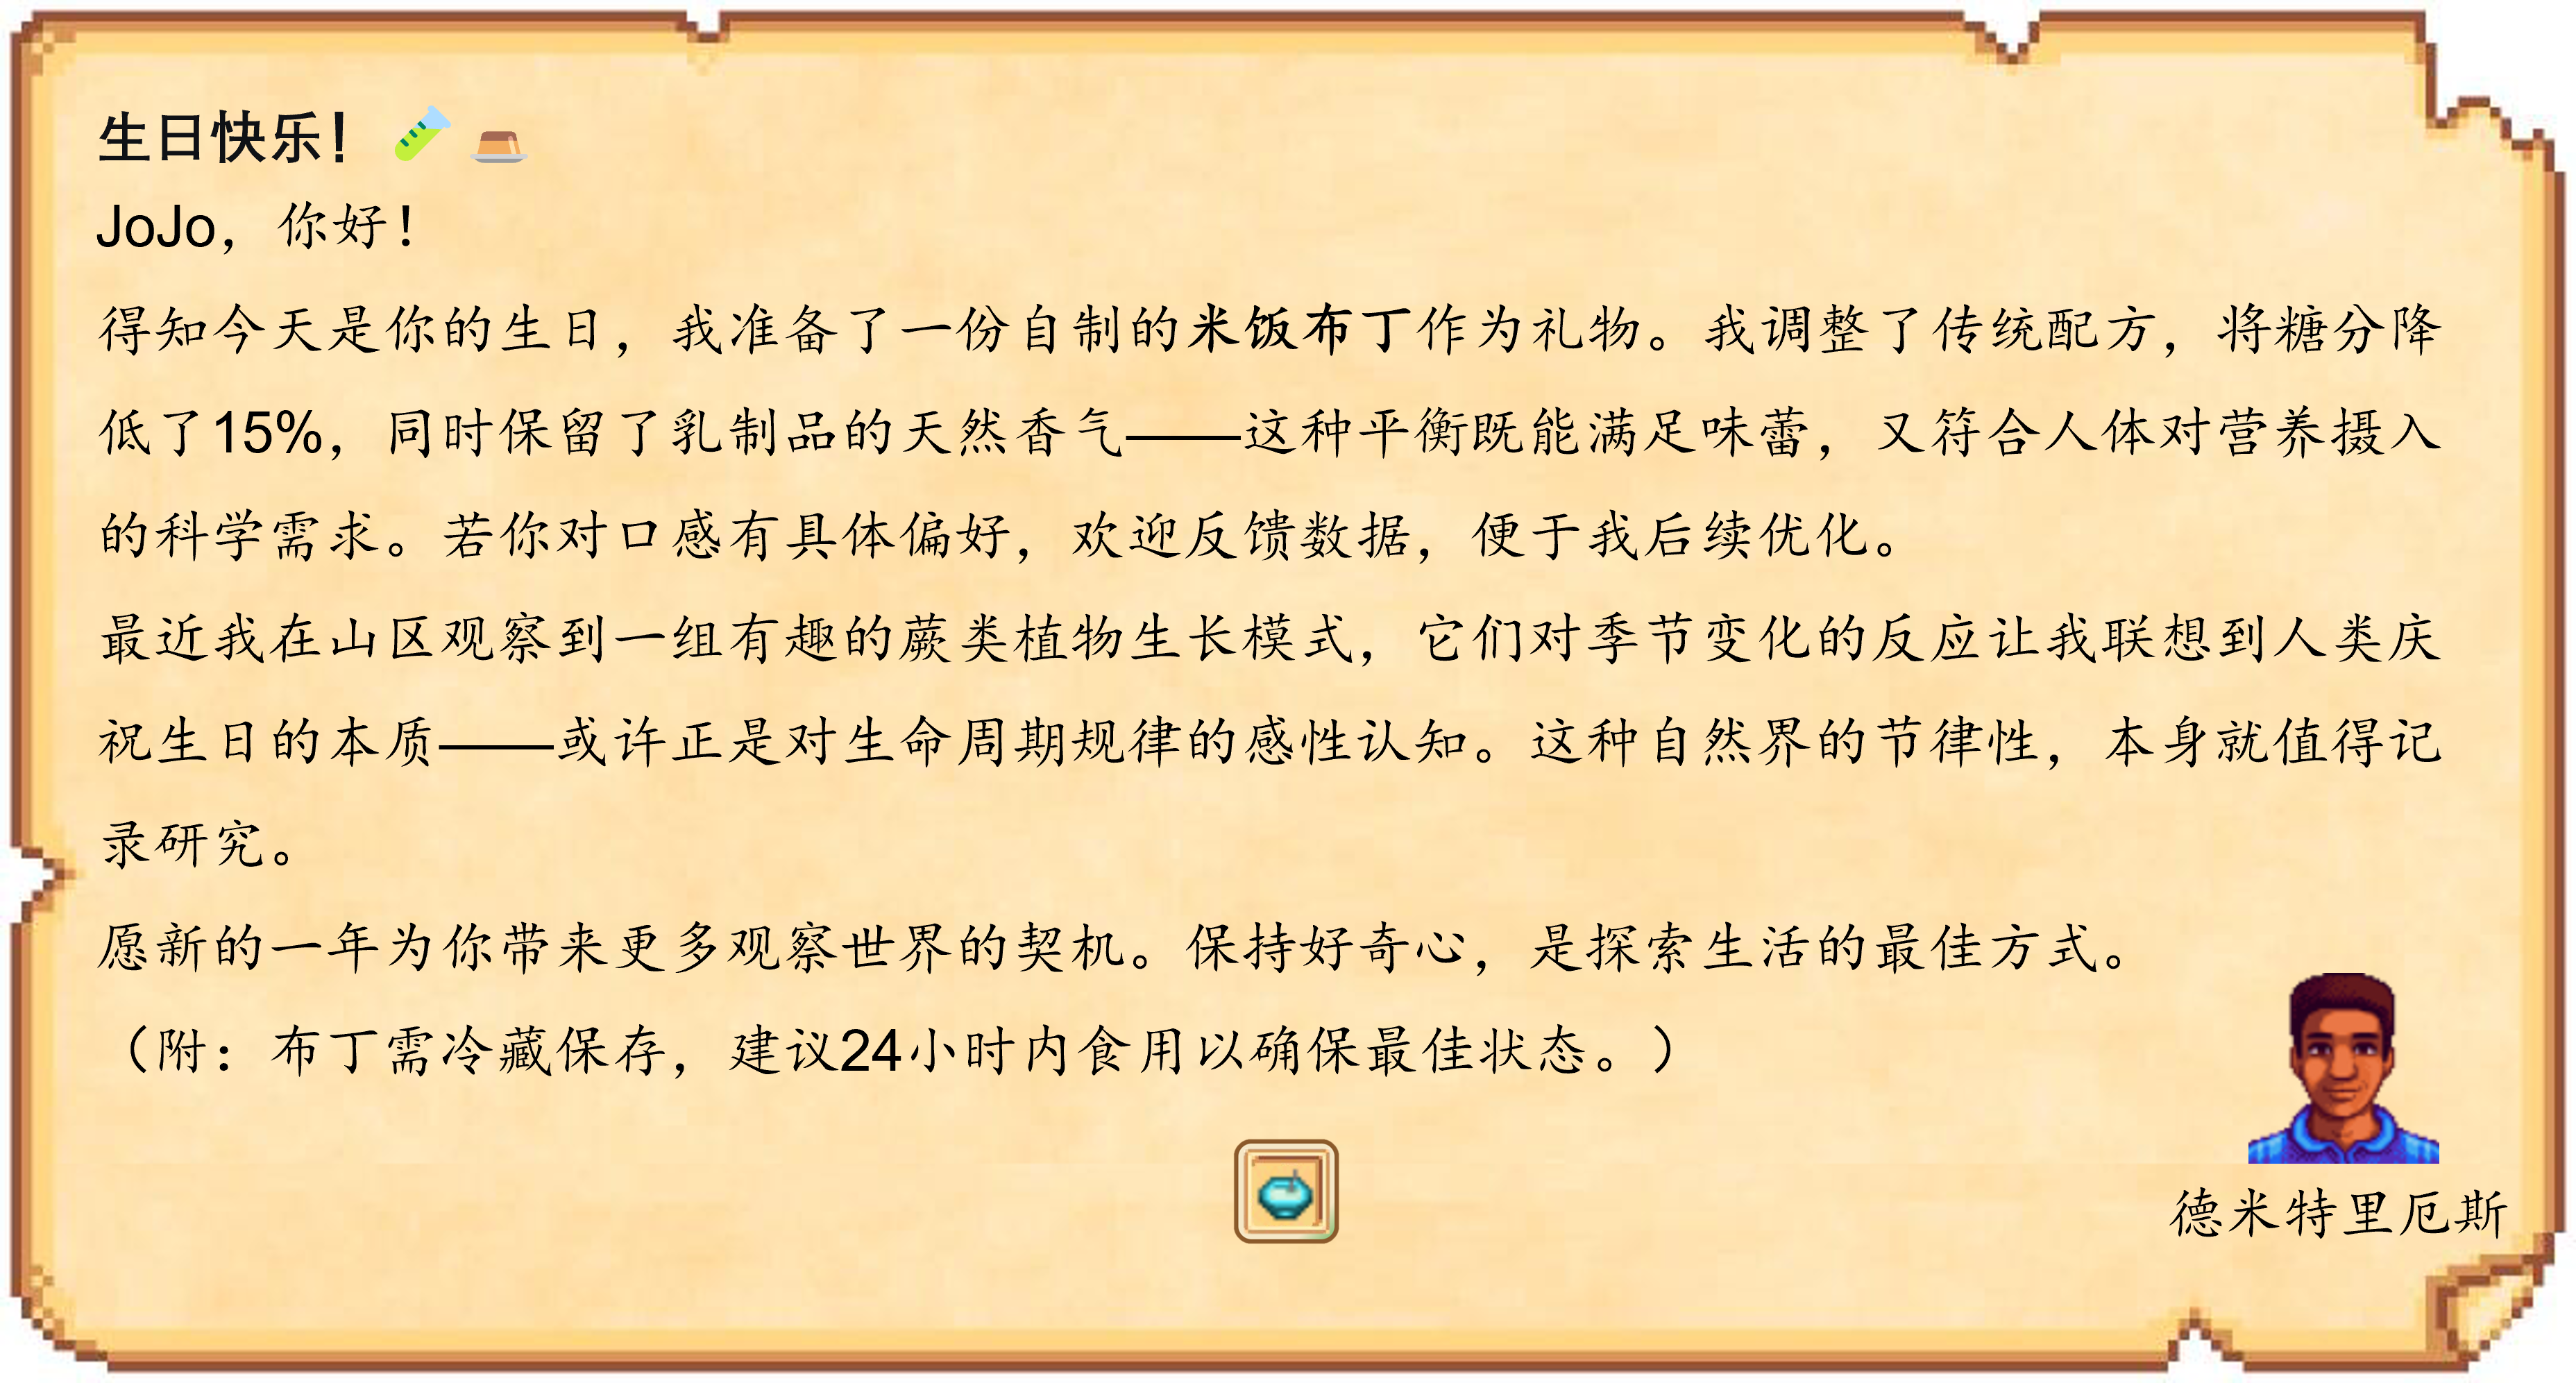 生日快乐！
JoJo，你好！
得知今天是你的生日，我准备了一份自制的米饭布丁作为礼物。我调整了传统配方，将糖分降
低了15%，同时保留了乳制品的天然香气——这种平衡既能满足味蕾，又符合人体对营养摄入
的科学需求。若你对口感有具体偏好，欢迎反馈数据，便于我后续优化。
最近我在山区观察到一组有趣的蕨类植物生长模式，它们对季节变化的反应让我联想到人类庆
祝生日的本质——或许正是对生命周期规律的感性认知。这种自然界的节律性，本身就值得记
录研究。
愿新的一年为你带来更多观察世界的契机。保持好奇心，是探索生活的最佳方式。
（附：布丁需冷藏保存，建议24小时内食用以确保最佳状态。）
德米特里厄斯